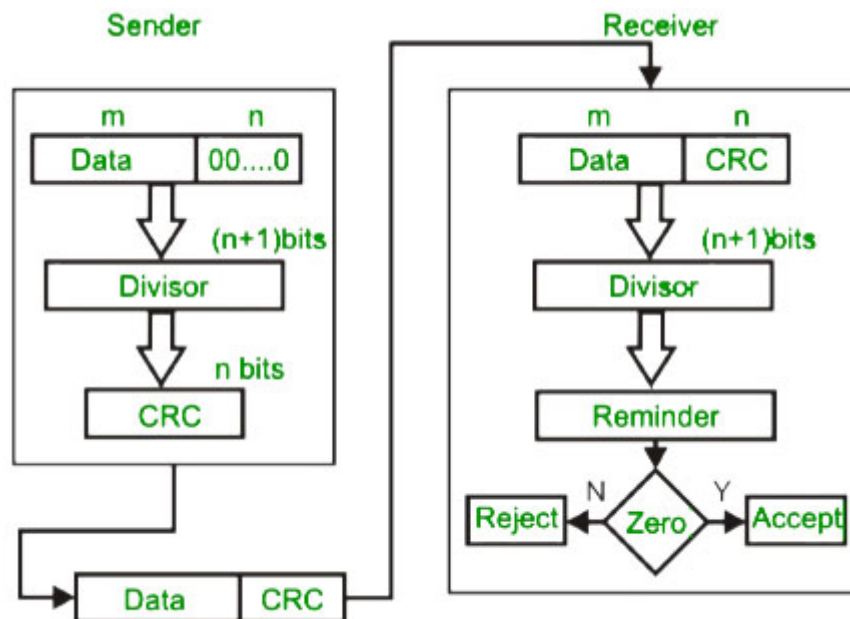 Sender
m n
Data 00....0
(n+1)bits
Divisor
n bits
CRC
Data CRC
Receiver
m n
Data CRC
(n+1)bits
Divisor
Reminder
N Y
Reject Zero Accept